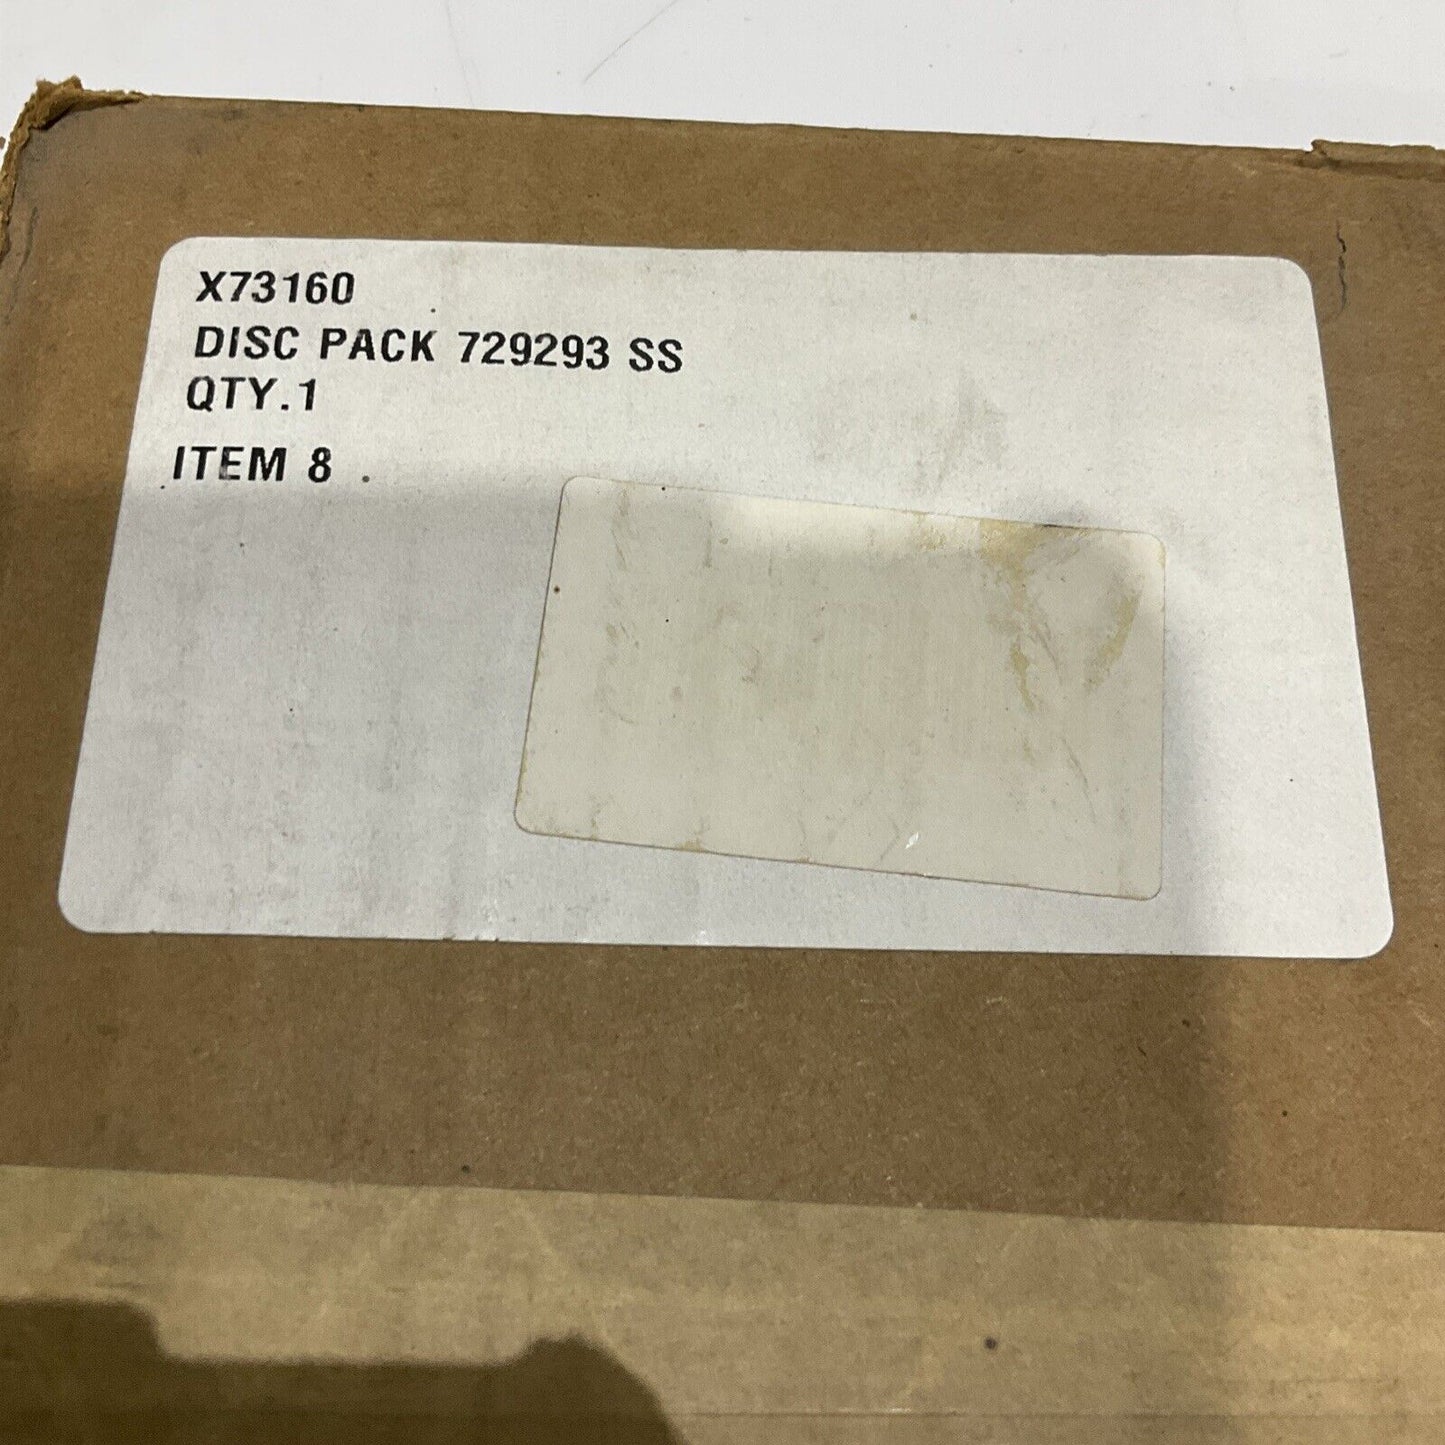 X73160
DISC PACK 729293 SS
QTY.1
ITEM 8